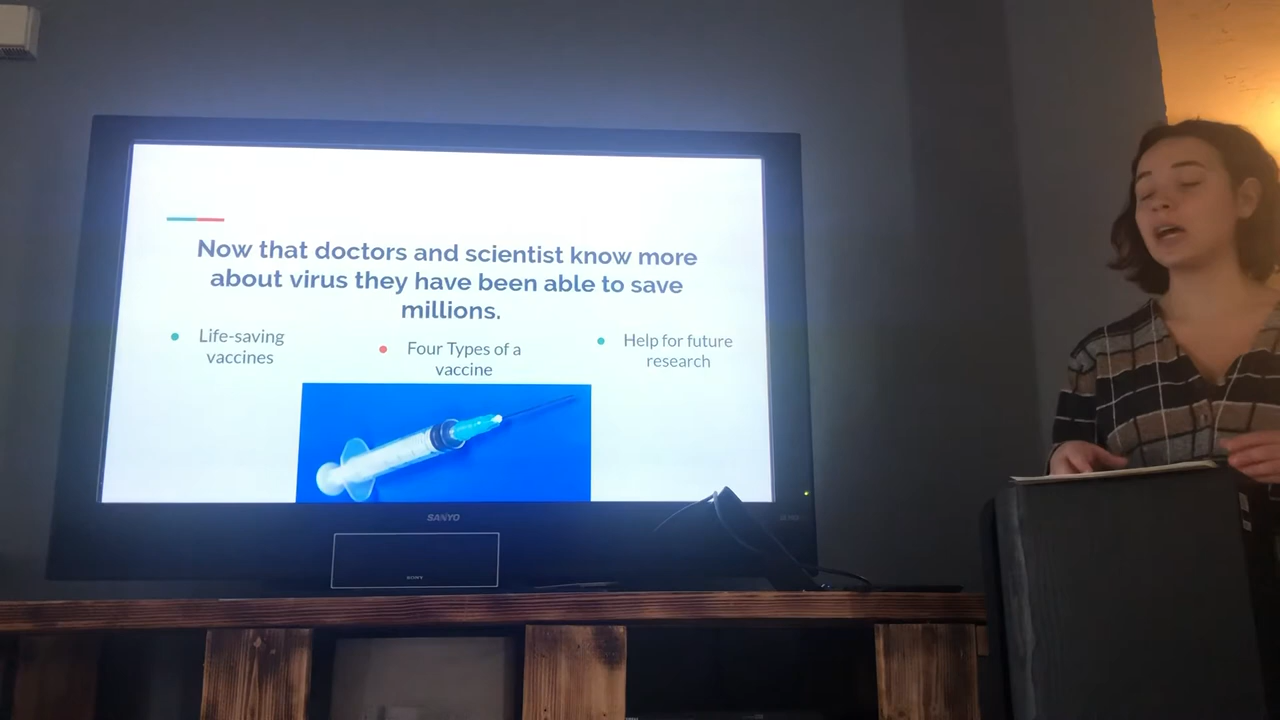 Now that doctors and scientist know more
about virus they have been able to save
millions.
Life-saving
vaccines
Four Types of a
vaccine
Help for future
research
SANYO
SONY